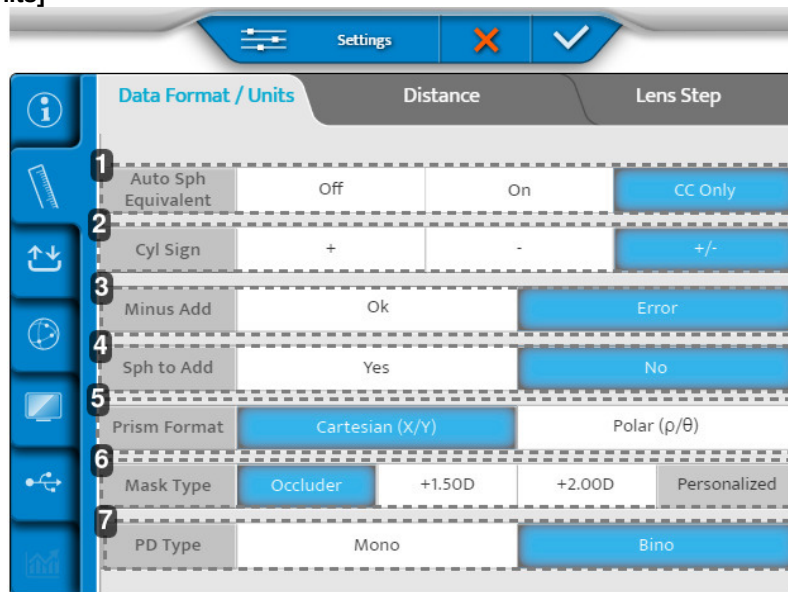 Settings
Data Format / Units Distance Lens Step
1
Auto Sph Equivalent Off On CC Only
2
Cyl Sign + - +/-
3
Minus Add Ok Error
4
Sph to Add Yes No
5
Prism Format Cartesian (X/Y) Polar (ρ/θ)
6
Mask Type Occluder +1.50D +2.00D Personalized
7
PD Type Mono Bino